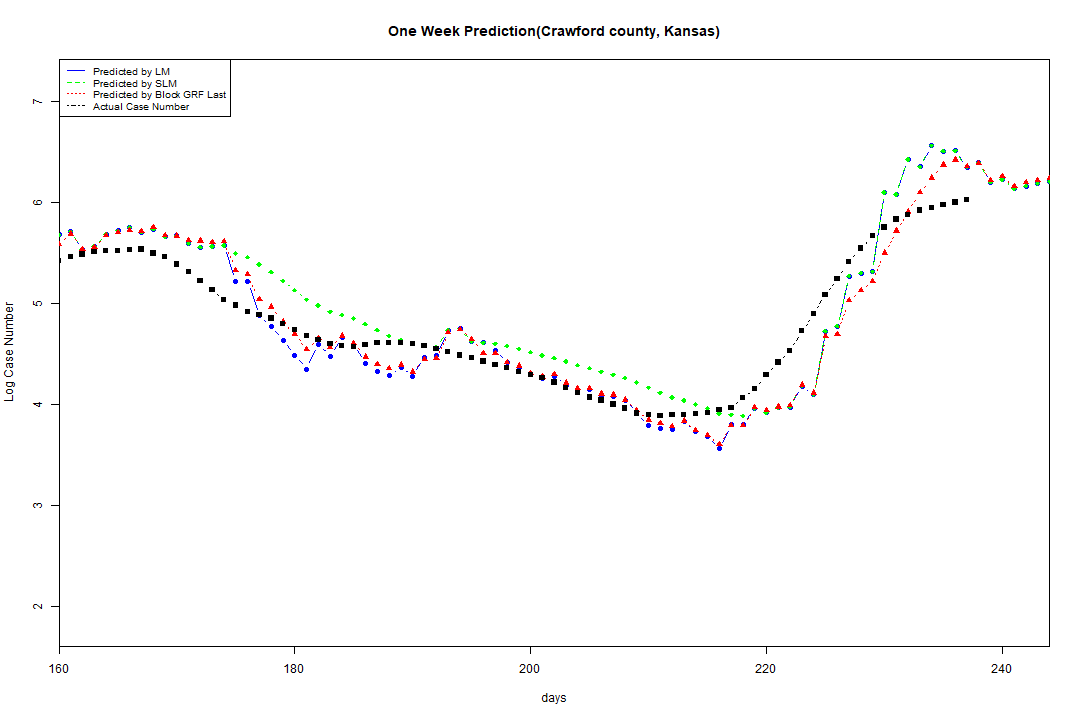 One Week Prediction(Crawford county, Kansas)
Predicted by LM
Predicted by SLM
Predicted by Block GRF Last
Actual Case Number
7
6
5
4
3
2
Log Case Number
160 180 200 220 240
days